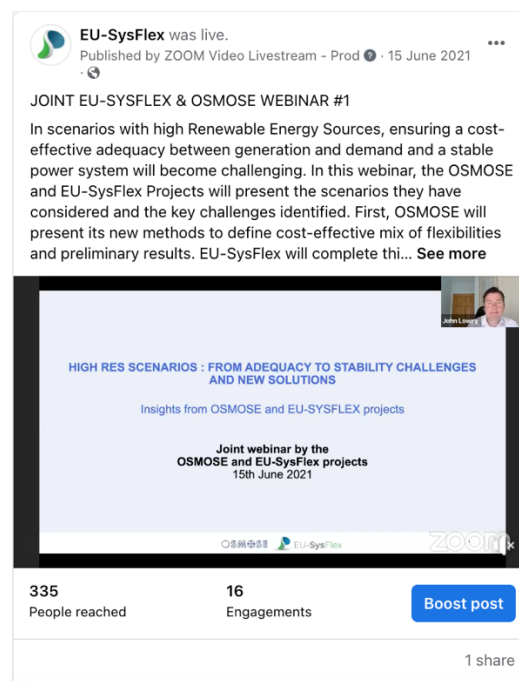 EU-SysFlex was live.
Published by ZOOM Video Livestream - Prod ? · 15 June 2021
·
JOINT EU-SYSFLEX & OSMOSE WEBINAR #1
In scenarios with high Renewable Energy Sources, ensuring a cost-
effective adequacy between generation and demand and a stable
power system will become challenging. In this webinar, the OSMOSE
and EU-SysFlex Projects will present the scenarios they have
considered and the key challenges identified. First, OSMOSE will
present its new methods to define cost-effective mix of flexibilities
and preliminary results. EU-SysFlex will complete thi... See more
John Lowry
HIGH RES SCENARIOS : FROM ADEQUACY TO STABILITY CHALLENGES
AND NEW SOLUTIONS
Insights from OSMOSE and EU-SYSFLEX projects
Joint webinar by the
OSMOSE and EU-SysFlex projects
15th June 2021
OSMOSE EU-SysFlex
zoom
335
People reached
16
Engagements
Boost post
1 share